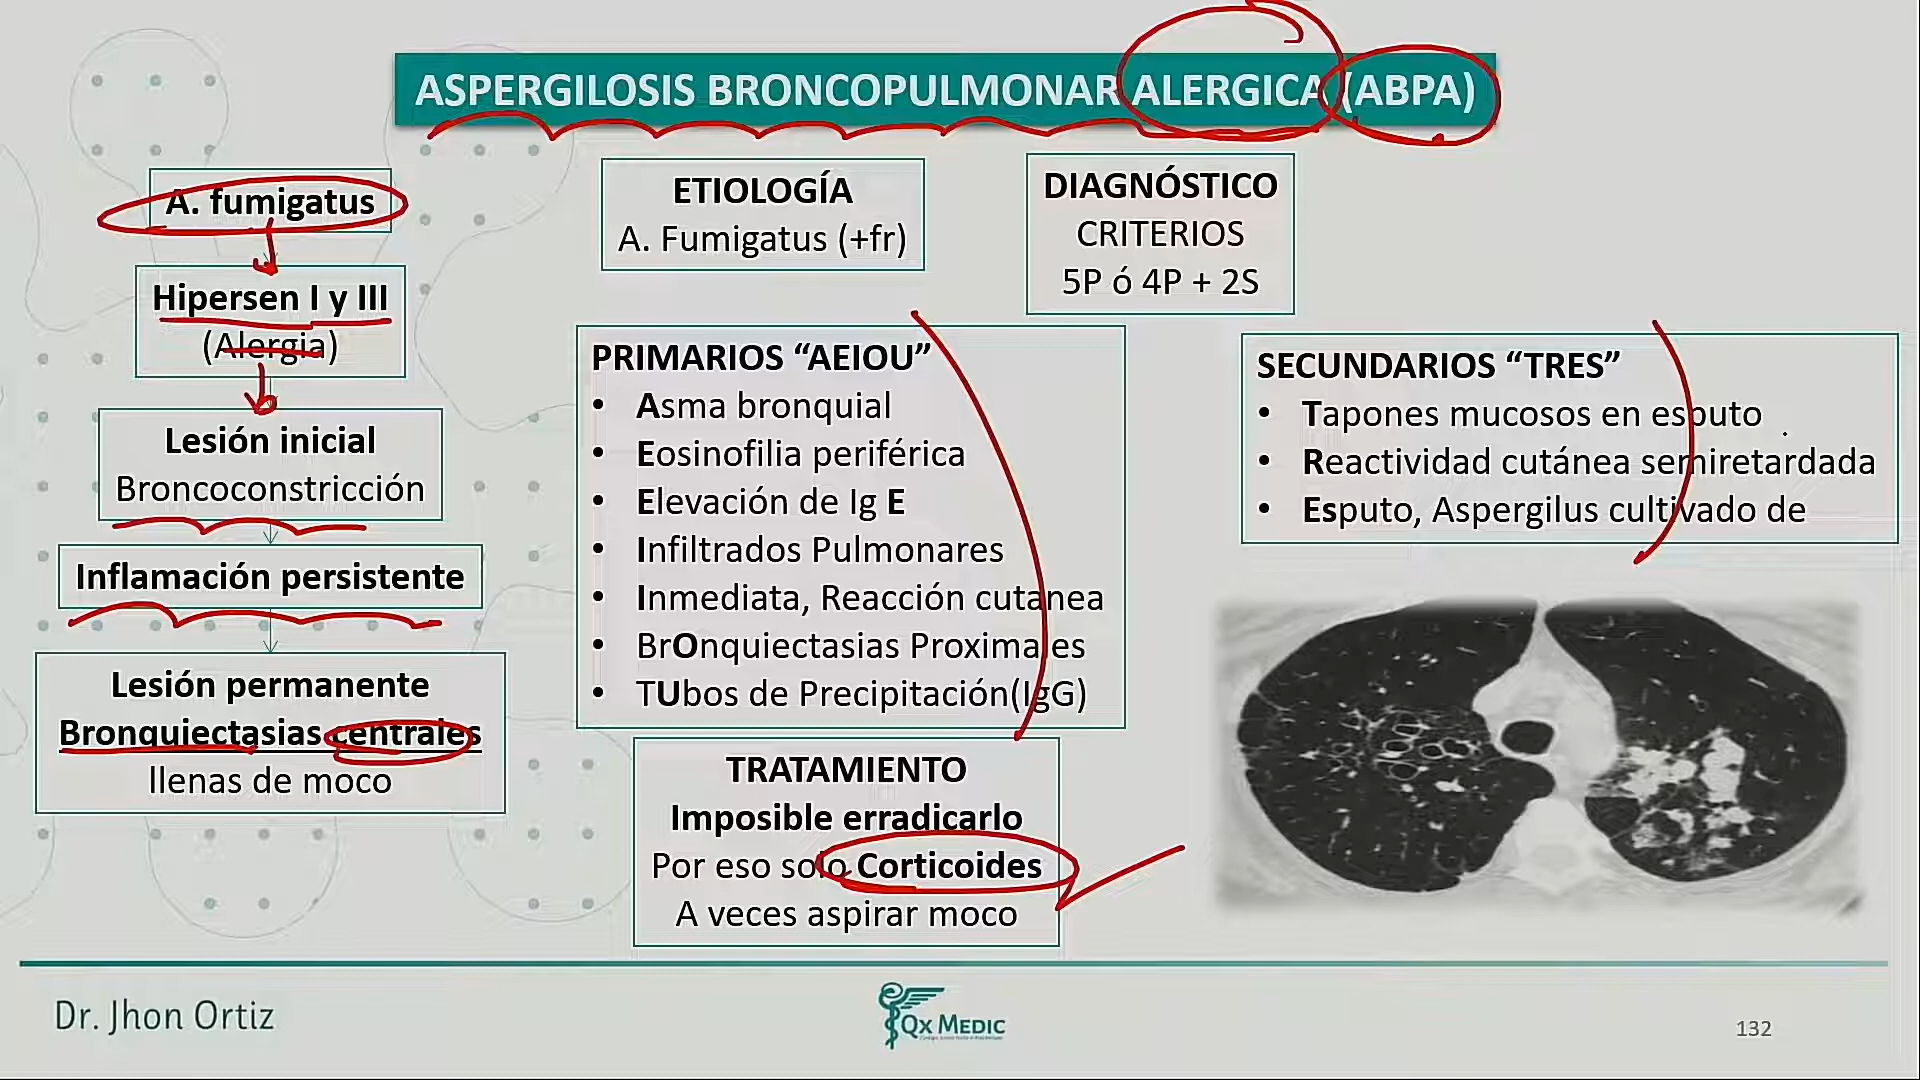 ASPERGILOSIS BRONCOPULMONAR ALERGICA (ABPA)
A. fumigatus
Hipersen I y III
(Alergia)
Lesión inicial
Broncoconstricción
Inflamación persistente
Lesión permanente
Bronquiectasias centrales
llenas de moco
ETIOLOGÍA
A. Fumigatus (+fr)
DIAGNÓSTICO
CRITERIOS
5P ó 4P + 2S
PRIMARIOS “AEIOU”
• Asma bronquial
• Eosinofilia periférica
• Elevación de Ig E
• Infiltrados Pulmonares
• Inmediata, Reacción cutanea
• BrOnquiectasias Proximales
• TUbos de Precipitación(IgG)
SECUNDARIOS “TRES”
• Tapones mucosos en esputo
• Reactividad cutánea semiretardada
• Esputo, Aspergilus cultivado de
TRATAMIENTO
Imposible erradicarlo
Por eso solo Corticoides
A veces aspirar moco
Dr. Jhon Ortiz
QX MEDIC
132